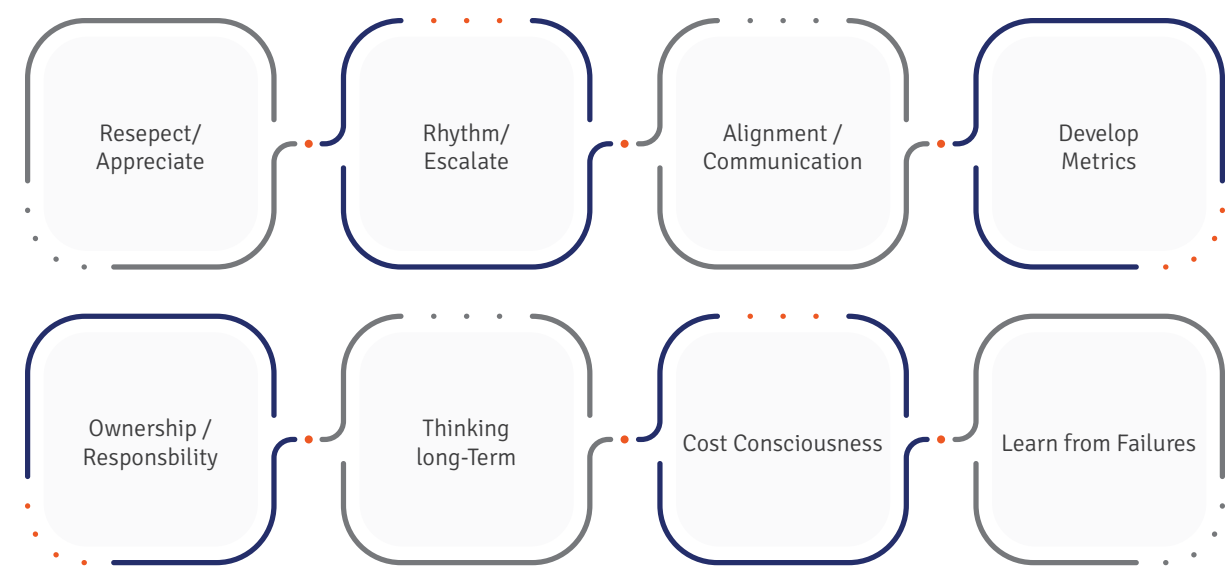 Resepect/
Appreciate
Rhythm/
Escalate
Alignment /
Communication
Develop
Metrics
Ownership /
Responsbility
Thinking
long-Term
Cost Consciousness
Learn from Failures